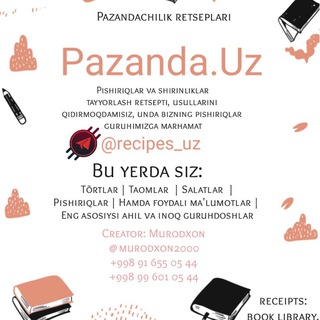 Pazandachilik retseplari
Pazanda.Uz
Pishiriqlar va shirinliklar
tayyorlash retsepti, usullarini
qidirmoqdamisiz, unda bizning pishiriqlar
guruhimizga marhamat
@recipes_uz
Bu yerda siz:
Törtlar | Taomlar | Salatlar |
Pishiriqlar | Hamda foydali ma'lumotlar |
Eng asosiysi ahil va inoq guruhdoshlar
Creator: Murodxon
@murodxon2000
+998 91 655 05 44
+998 99 601 05 44
receipts:
book library.